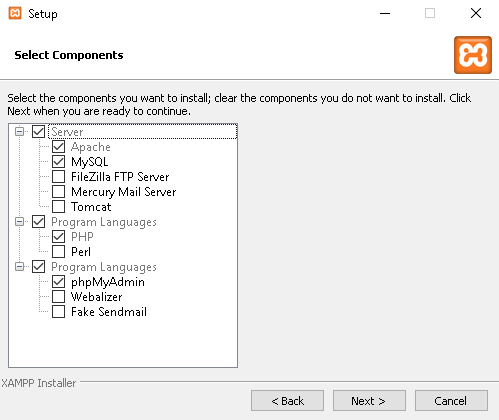 Setup
Select Components
Select the components you want to install; clear the components you do not want to install. Click
Next when you are ready to continue.
Server
Apache
MySQL
FileZilla FTP Server
Mercury Mail Server
Tomcat
Program Languages
PHP
Perl
Program Languages
phpMyAdmin
Webalizer
Fake Sendmail
XAMPP Installer
< Back
Next >
Cancel